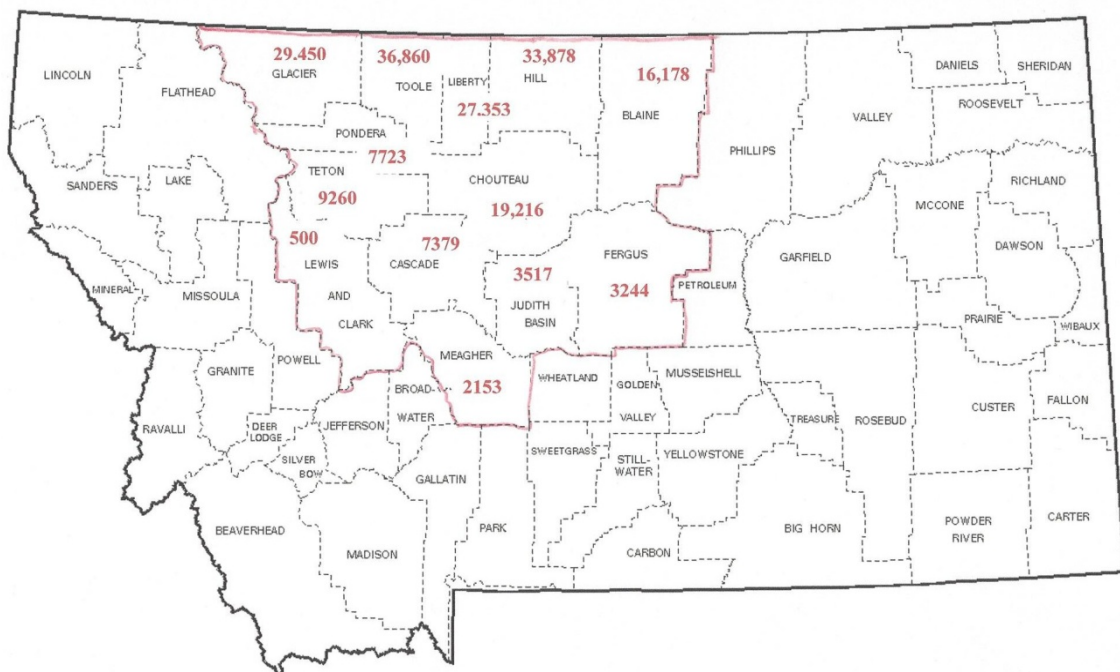 29.450
GLACIER
36,860
TOOLE
LIBERTY
27.353
33,878
HILL
16,178
BLAINE
LINCOLN
FLATHEAD
PONDERA
7723
TETON
9260
CHOUTEAU
19,216
PHILLIPS
VALLEY
DANIELS
SHERIDAN
ROOSEVELT
SANDERS
LAKE
500
LEWIS
AND
CLARK
7379
CASCADE
3517
JUDITH
BASIN
FERGUS
3244
PETROLEUM
GARFIELD
MCCONE
RICHLAND
DAWSON
PRAIRIE
WIBAUX
MINERAL
MISSOULA
POWELL
GRANITE
MEAGHER
2153
BROAD-
WATER
WHEATLAND
GOLDEN
VALLEY
MUSSELSHELL
TREASURE
ROSEBUD
CUSTER
FALLON
RAVALLI
DEER
LODGE
JEFFERSON
SILVER
BOW
GALLATIN
SWEETGRASS
STILL-
WATER
YELLOWSTONE
BEAVERHEAD
MADISON
PARK
CARBON
BIG HORN
POWDER
RIVER
CARTER